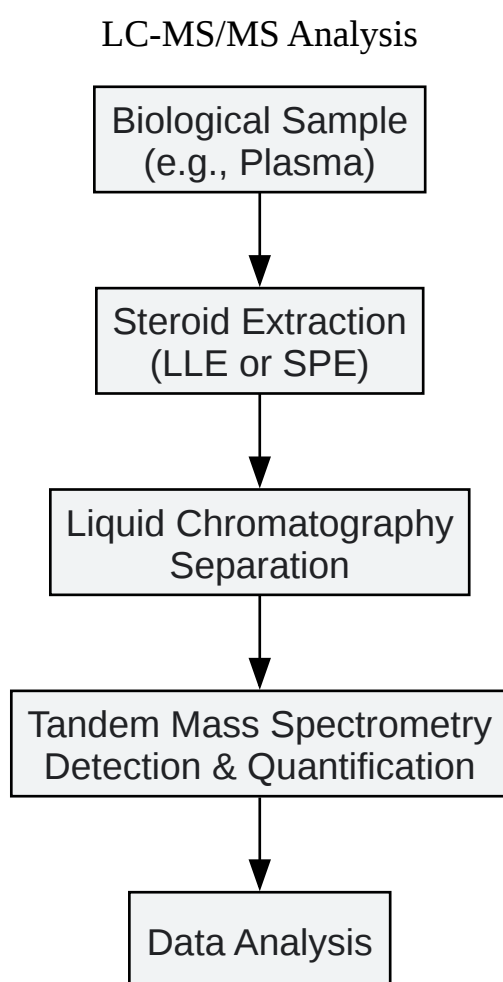 LC-MS/MS Analysis
Biological Sample
(e.g., Plasma)
Steroid Extraction
(LLE or SPE)
Liquid Chromatography
Separation
Tandem Mass Spectrometry
Detection & Quantification
Data Analysis